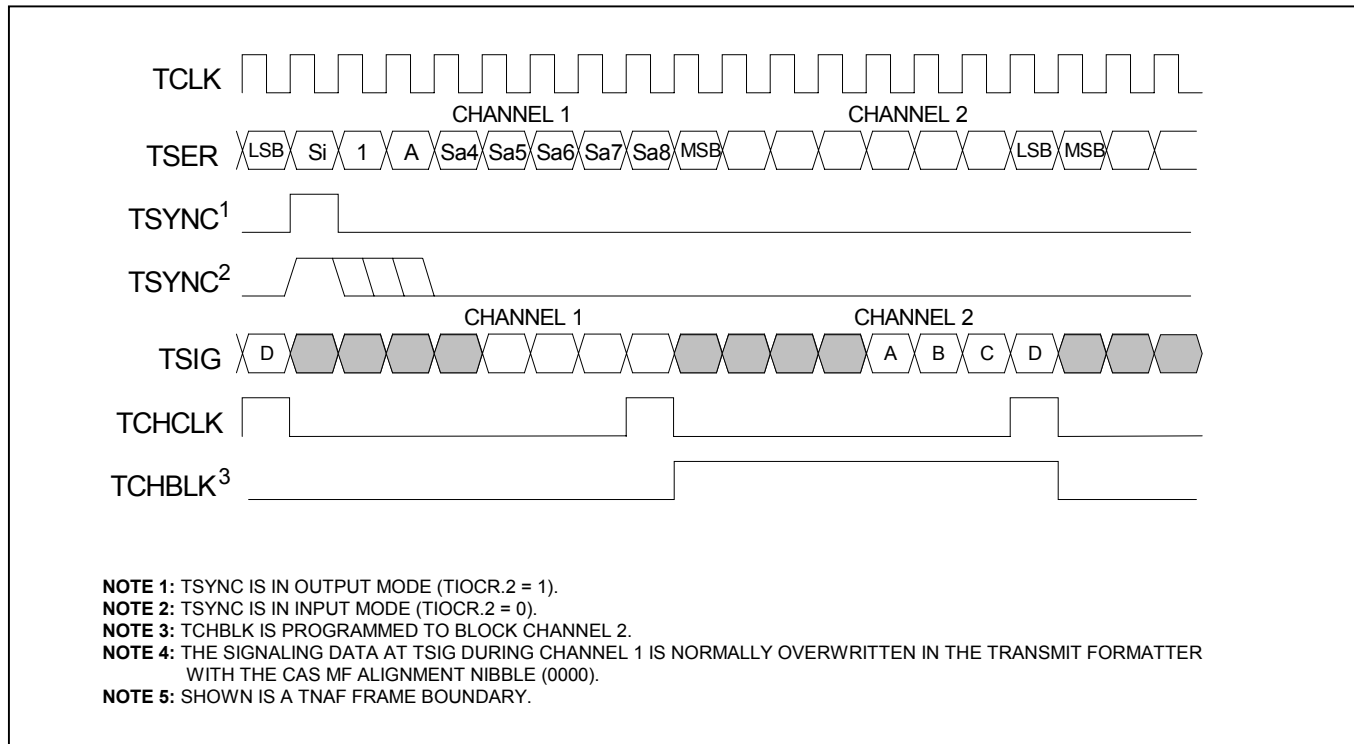 TCLK
CHANNEL 1 CHANNEL 2
TSER LSB Si 1 A Sa4 Sa5 Sa6 Sa7 Sa8 MSB LSB MSB
TSYNC1
TSYNC2
CHANNEL 1 CHANNEL 2
TSIG D A B C D
TCHCLK
TCHBLK3
NOTE 1: TSYNC IS IN OUTPUT MODE (TIOCR.2 = 1).
NOTE 2: TSYNC IS IN INPUT MODE (TIOCR.2 = 0).
NOTE 3: TCHBLK IS PROGRAMMED TO BLOCK CHANNEL 2.
NOTE 4: THE SIGNALING DATA AT TSIG DURING CHANNEL 1 IS NORMALLY OVERWRITTEN IN THE TRANSMIT FORMATTER
WITH THE CAS MF ALIGNMENT NIBBLE (0000).
NOTE 5: SHOWN IS A TNAF FRAME BOUNDARY.